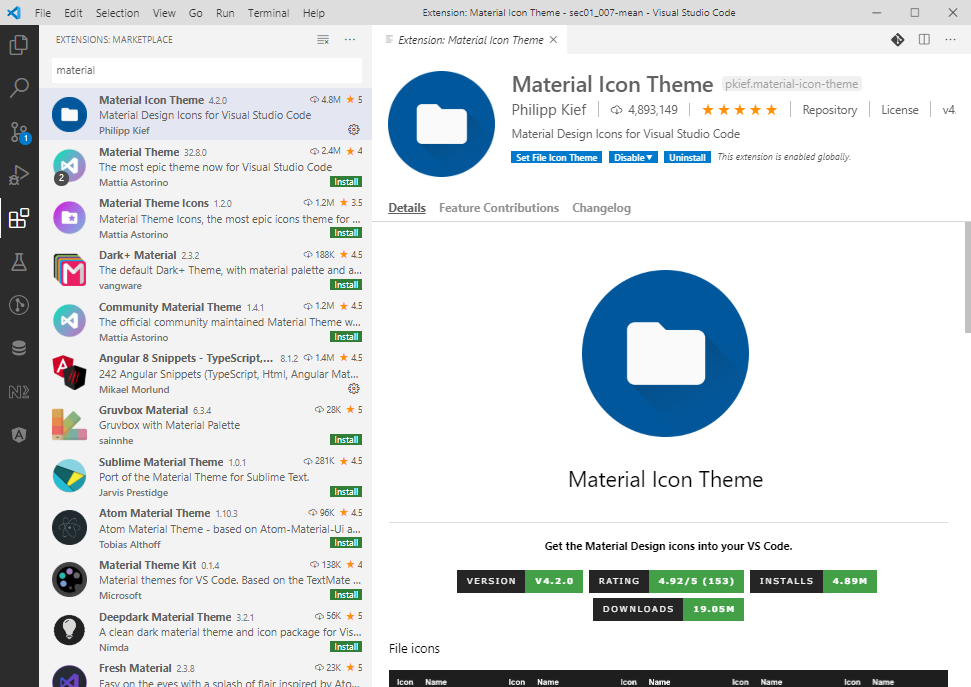 File Edit Selection View Go Run Terminal Help
Extension: Material Icon Theme - sec01_007-mean - Visual Studio Code
EXTENSIONS: MARKETPLACE
material
Material Icon Theme 4.2.0 4.8M 5
Material Design Icons for Visual Studio Code
Philipp Kief
Material Theme 32.8.0 2.4M 4
The most epic theme now for Visual Studio Code
Mattia Astorino Install
2
Material Theme Icons 1.2.0 1.2M 3.5
Material Theme Icons, the most epic icons theme for ...
Mattia Astorino Install
Dark+ Material 2.3.2 188K 4.5
The default Dark+ Theme, with material palette and a...
vangware Install
Community Material Theme 1.4.1 1.2M 4.5
The official community maintained Material Theme w...
Mattia Astorino Install
Angular 8 Snippets - TypeScript,... 8.1.2 1.4M 4.5
242 Angular Snippets (TypeScript, Html, Angular Mat...
Mikael Morlund
Gruvbox Material 6.3.4 28K 5
Gruvbox with Material Palette
sainnhe Install
Sublime Material Theme 1.0.1 281K 4.5
Port of the Material Theme for Sublime Text.
Jarvis Prestidge Install
Atom Material Theme 1.10.3 96K 4.5
Atom Material Theme - based on Atom-Material-Ui a...
Tobias Althoff Install
Material Theme Kit 0.1.4 138K 4
Material themes for VS Code. Based on the TextMate ...
Microsoft Install
Deepdark Material Theme 3.2.1 56K 5
A clean dark material theme and icon package for Vis...
Nimda Install
Fresh Material 2.3.8 23K 5
Easy on the eyes with a splash of flair inspired by Ato...
1
Extension: Material Icon Theme
Material Icon Theme pkief.material-icon-theme
Philipp Kief 4,893,149 Repository License v4
Material Design Icons for Visual Studio Code
Set File Icon Theme Disable Uninstall This extension is enabled globally.
Details Feature Contributions Changelog
Material Icon Theme
Get the Material Design icons into your VS Code.
VERSION V4.2.0 RATING 4.92/5 (153) INSTALLS 4.89M
DOWNLOADS 19.05M
File icons
Icon Name Icon Name Icon Name Icon Name Icon Name